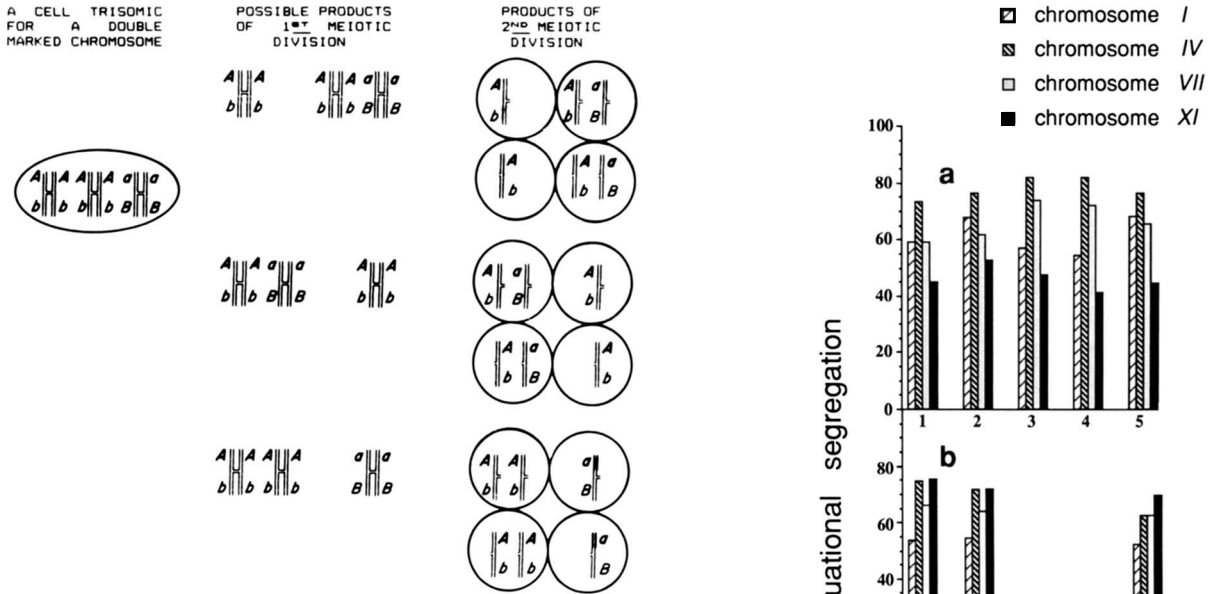 A CELL TRISOMIC
FOR A DOUBLE
MARKED CHROMOSOME
POSSIBLE PRODUCTS
OF 1ST MEIOTIC
DIVISION
PRODUCTS OF
2ND MEIOTIC
DIVISION
A A A A a a
b b b b B B
A A A A a a
b b b b B B
A A a
b b B
A A a
b b B
A A a a A A
b b B B b b
A a A
b B b
A a A
b B b
A A A A a a
b b b b B B
A A a
b b B
A A a
b b B
chromosome I
chromosome IV
chromosome VII
chromosome XI
a
100
80
60
40
20
0
1 2 3 4 5
b
80
60
40
uational segregation